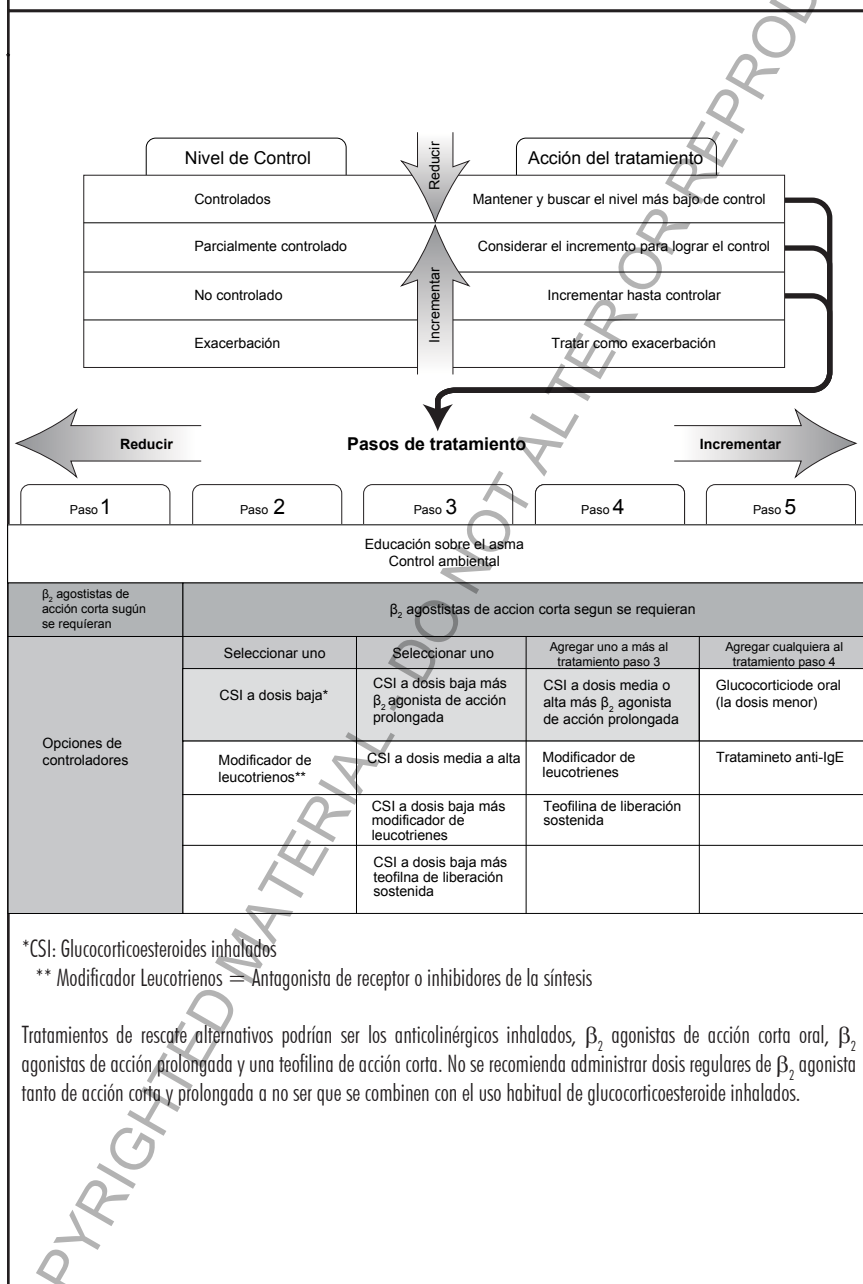 Nivel de Control
Reducir
Acción del tratamiento
Controlados
Mantener y buscar el nivel más bajo de control
Parcialmente controlado
Considerar el incremento para lograr el control
Incrementar
No controlado
Incrementar hasta controlar
Exacerbación
Tratar como exacerbación
Reducir
Pasos de tratamiento
Incrementar
Paso 1
Paso 2
Paso 3
Paso 4
Paso 5
Educación sobre el asma
Control ambiental
β₂ agostistas de
acción corta sugún
se requíeran
β₂ agostistas de accion corta segun se requieran
Opciones de
controladores
Seleccionar uno
Seleccionar uno
Agregar uno a más al
tratamiento paso 3
Agregar cualquiera al
tratamiento paso 4
CSI a dosis baja*
CSI a dosis baja más
β₂ agonista de acción
prolongada
CSI a dosis media o
alta más β₂ agonista
de acción prolongada
Glucocorticiode oral
(la dosis menor)
Modificador de
leucotrienos**
CSI a dosis media a alta
Modificador de
leucotrienes
Tratamineto anti-IgE
CSI a dosis baja más
modificador de
leucotrienes
Teofilina de liberación
sostenida
CSI a dosis baja más
teofilna de liberación
sostenida
*CSI: Glucocorticoesteroides inhalados
** Modificador Leucotrienos = Antagonista de receptor o inhibidores de la síntesis
Tratamientos de rescate alternativos podrían ser los anticolinérgicos inhalados, β₂ agonistas de acción corta oral, β₂
agonistas de acción prolongada y una teofilina de acción corta. No se recomienda administrar dosis regulares de β₂ agonista
tanto de acción corta y prolongada a no ser que se combinen con el uso habitual de glucocorticoesteroide inhalados.
PYRIGHTED MATERIAL - DO NOT ALTER OR REPROD